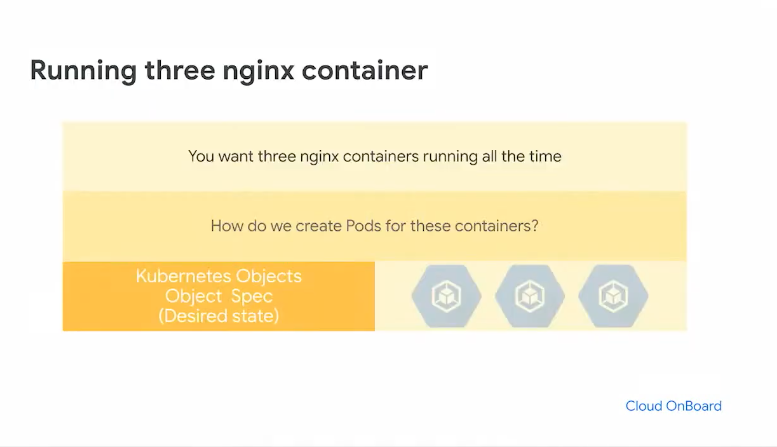 Running three nginx container
You want three nginx containers running all the time
How do we create Pods for these containers?
Kubernetes Objects
Object Spec
(Desired state)
Cloud OnBoard